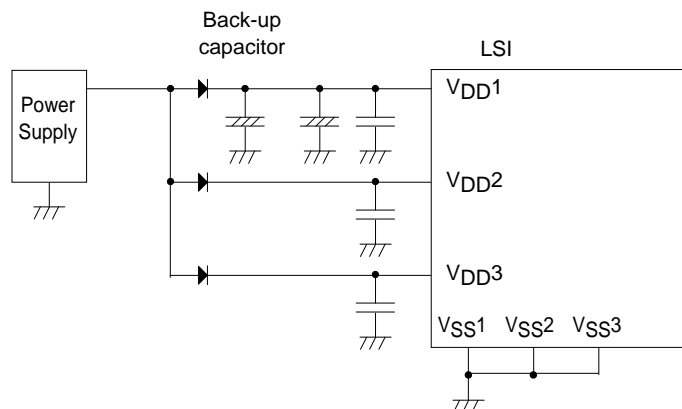 Back-up
capacitor
LSI
Power
Supply
VDD1
VDD2
VDD3
VSS1 VSS2 VSS3